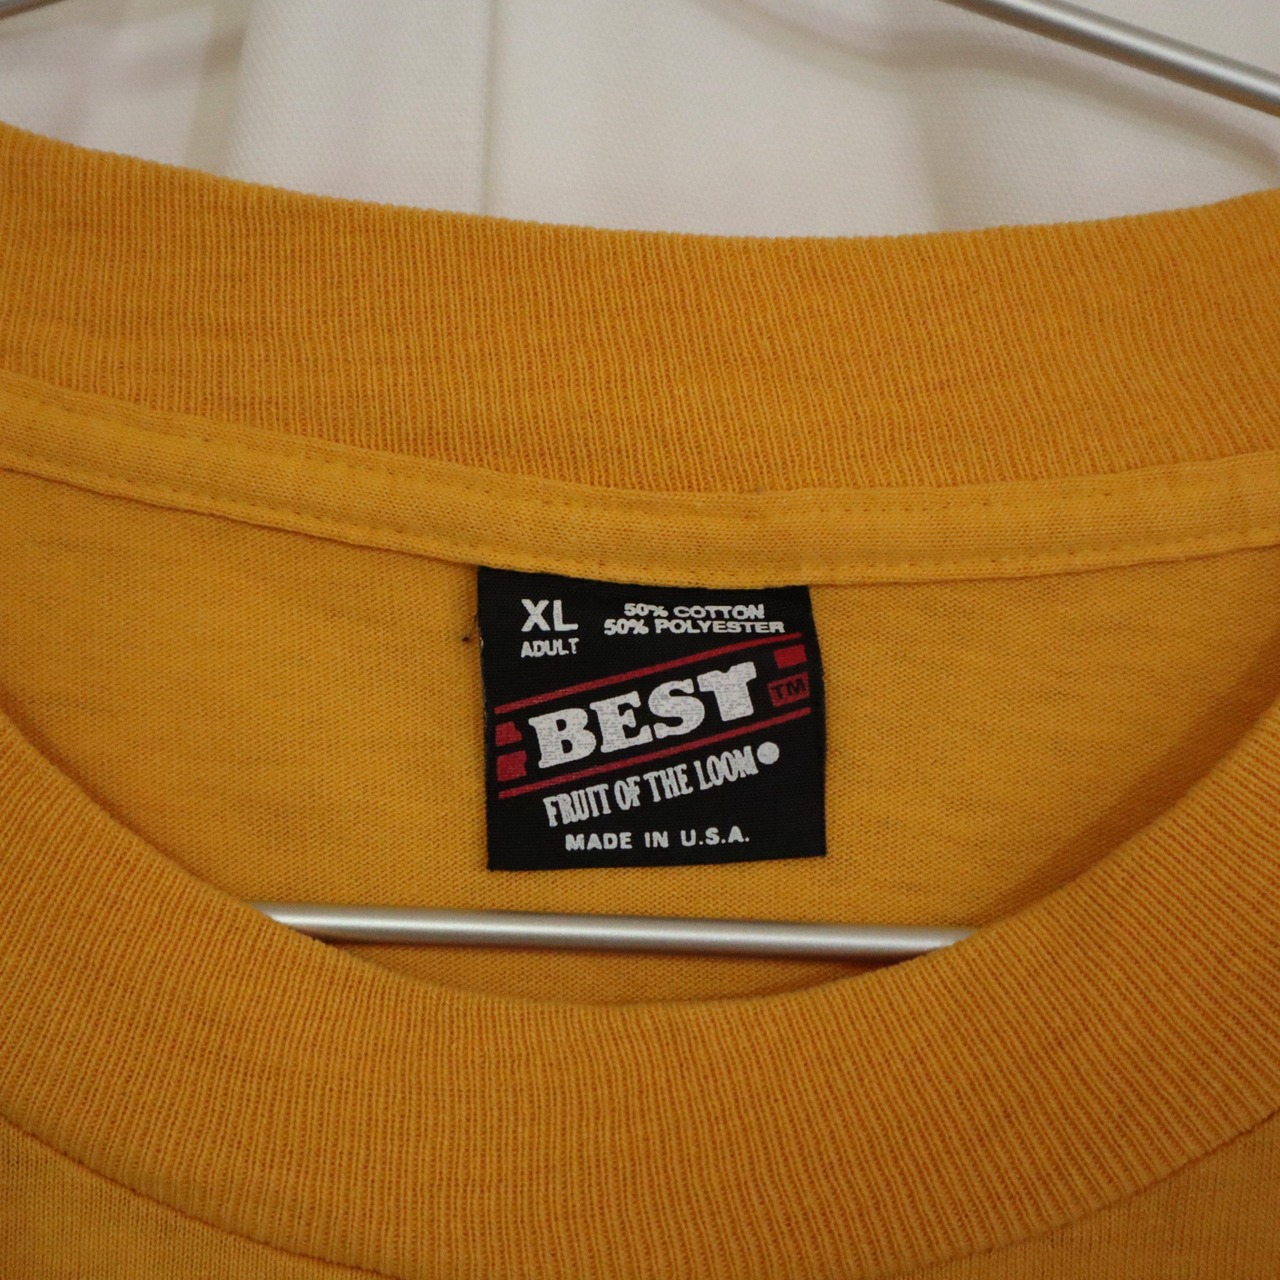 XL
ADULT
50% COTTON
50% POLYESTER
BEST TM
FRUIT OF THE LOOM
MADE IN U.S.A.